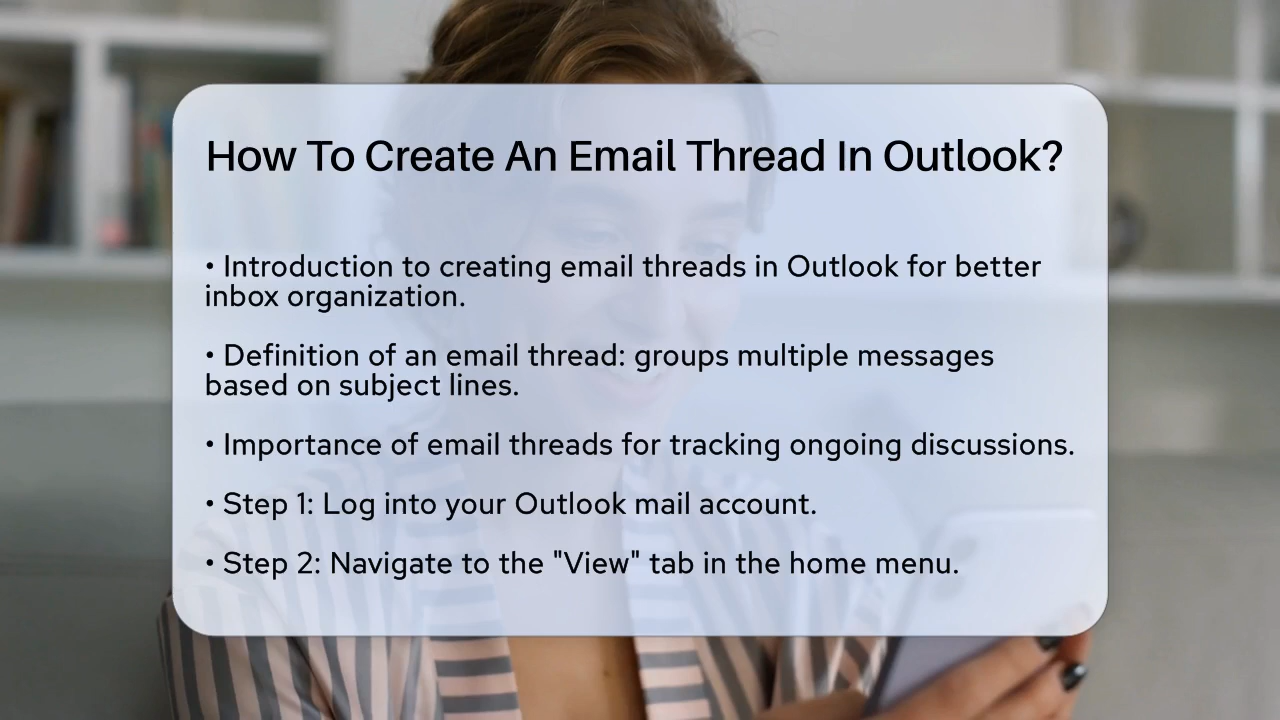 How To Create An Email Thread In Outlook?
• Introduction to creating email threads in Outlook for better
inbox organization.
• Definition of an email thread: groups multiple messages
based on subject lines.
• Importance of email threads for tracking ongoing discussions.
• Step 1: Log into your Outlook mail account.
• Step 2: Navigate to the "View" tab in the home menu.